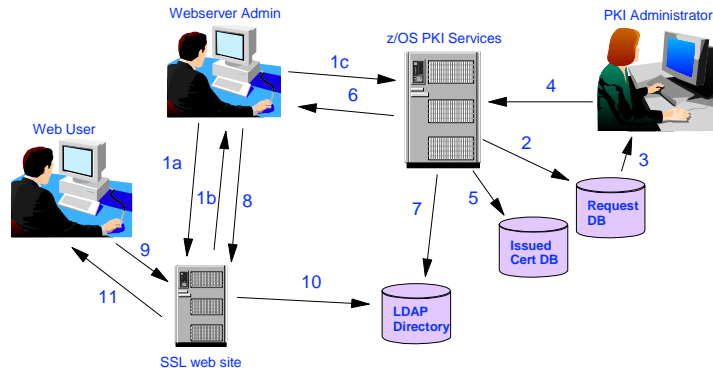 Webserver Admin
PKI Administrator
z/OS PKI Services
1c
6
4
Web User
1a
1b
8
2
3
7
5
Request
DB
9
Issued
Cert DB
11
10
LDAP
Directory
SSL web site